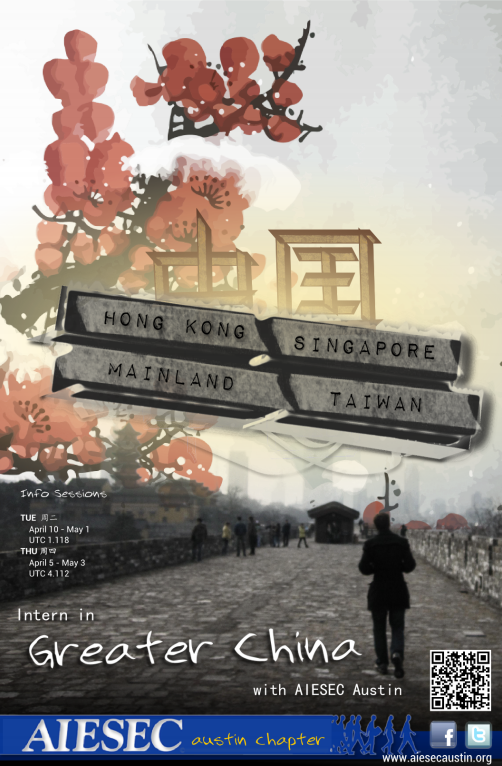 中国
HONG KONG
SINGAPORE
MAINLAND
TAIWAN
Info Sessions
TUE 周二
April 10 - May 1
UTC 1.118
THU 周四
April 5 - May 3
UTC 4.112
Intern in
Greater China
with AIESEC Austin
AIESEC austin chapter
f t
www.aiesecaustin.org